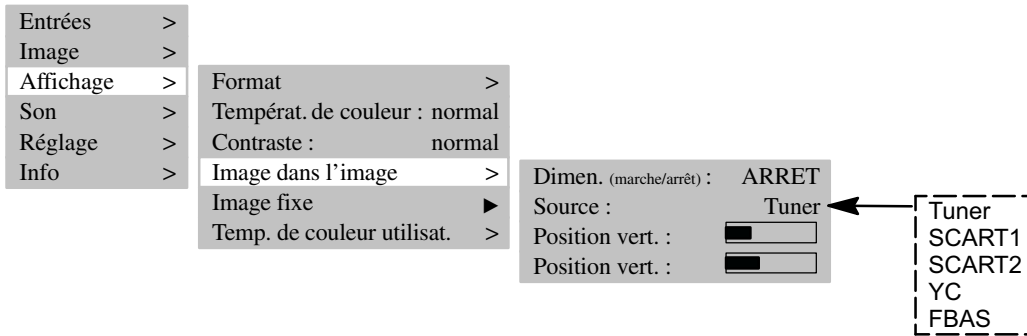 Entrées >
Image >
Affichage >
Son >
Réglage >
Info >
Format >
Températ. de couleur : normal
Contraste : normal
Image dans l'image >
Image fixe ►
Temp. de couleur utilisat. >
Dimen. (marche/arrêt) : ARRET
Source : Tuner
Position vert. :
Position vert. :
Tuner
SCART1
SCART2
YC
FBAS